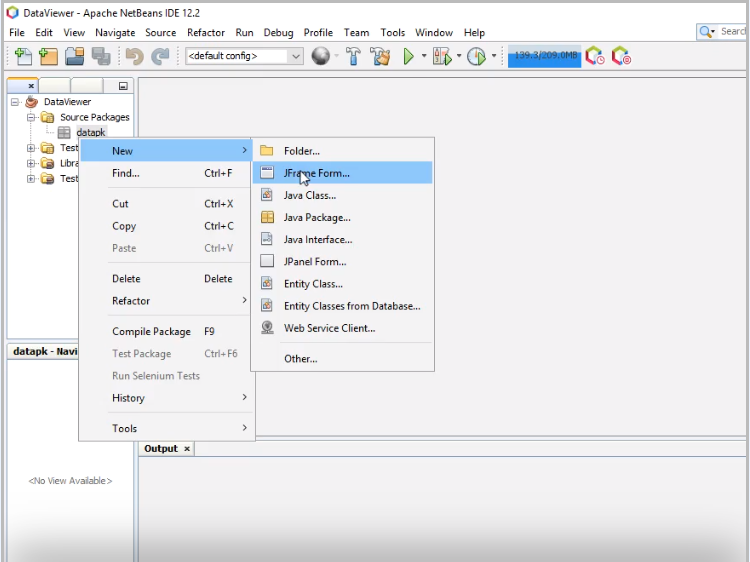 DataViewer - Apache NetBeans IDE 12.2
File Edit View Navigate Source Refactor Run Debug Profile Team Tools Window Help
Search
<default config>
139.3/209.0MB
DataViewer
Source Packages
datapk
Test
Libra
Test
New
Find... Ctrl+F
Cut Ctrl+X
Copy Ctrl+C
Paste Ctrl+V
Delete Delete
Refactor
Compile Package F9
Test Package Ctrl+F6
Run Selenium Tests
History
Tools
Folder...
JFrame Form...
Java Class...
Java Package...
Java Interface...
JPanel Form...
Entity Class...
Entity Classes from Database...
Web Service Client...
Other...
datapk - Navi
<No View Available>
Output